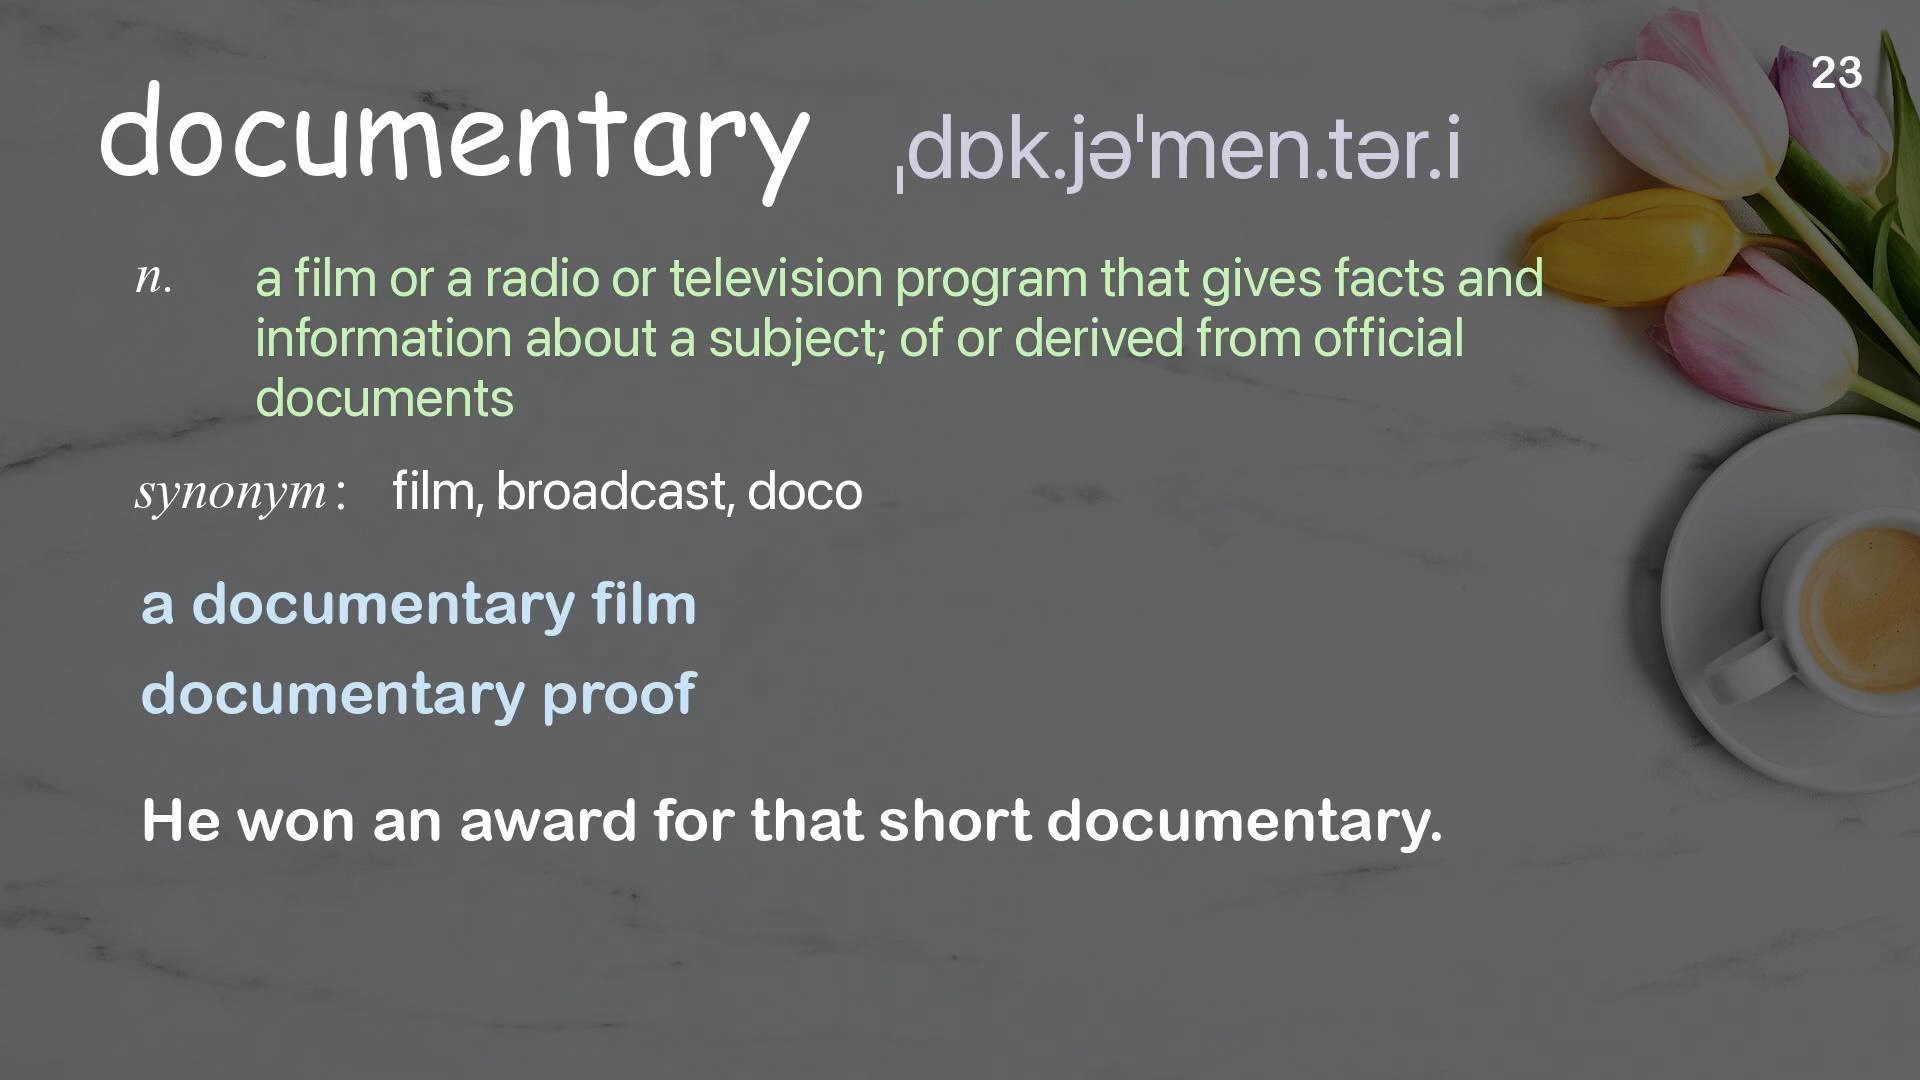 23
documentary ˌdɒk.jəˈmen.tər.i
n. a film or a radio or television program that gives facts and
information about a subject; of or derived from official
documents
synonym: film, broadcast, doco
a documentary film
documentary proof
He won an award for that short documentary.